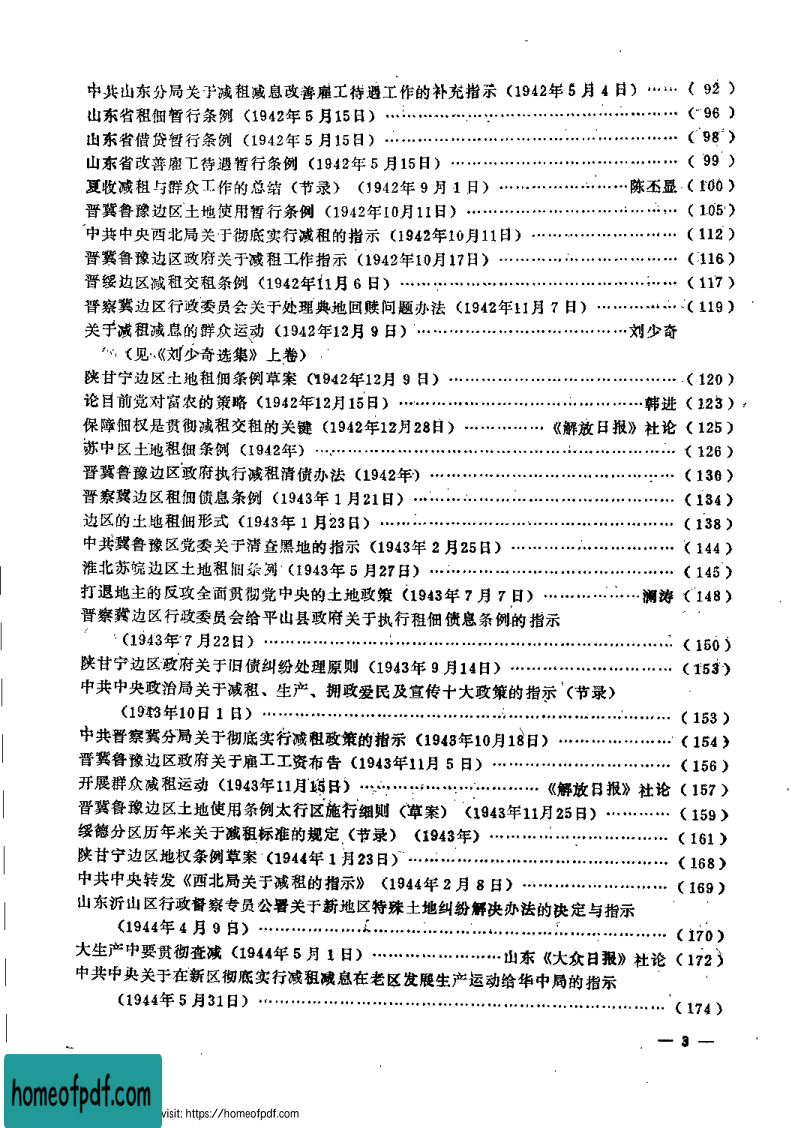 中共山东分局关于减租减息改善雇工待遇工作的补充指示（1942年5月4日）……（92）
山东省租佃暂行条例（1942年5月15日）……（96）
山东省借贷暂行条例（1942年5月15日）……（98）
山东省改善雇工待遇暂行条例（1942年5月15日）……（99）
夏收减租与群众工作的总结（节录）（1942年9月1日）……陈丕显（100）
晋冀鲁豫边区土地使用暂行条例（1942年10月11日）……（105）
中共中央西北局关于彻底实行减租的指示（1942年10月11日）……（112）
晋冀鲁豫边区政府关于减租工作指示（1942年10月17日）……（116）
晋绥边区减租交租条例（1942年11月6日）……（117）
晋察冀边区行政委员会关于处理典地回赎问题办法（1942年11月7日）……（119）
关于减租减息的群众运动（1942年12月9日）……刘少奇
（见《刘少奇选集》上卷）
陕甘宁边区土地租佃条例草案（1942年12月9日）……（120）
论目前党对富农的策略（1942年12月15日）……韩进（123）
保障佃权是贯彻减租交租的关键（1942年12月28日）……《解放日报》社论（125）
苏中区土地租佃条例（1942年）……（126）
晋冀鲁豫边区政府执行减租清债办法（1942年）……（130）
晋察冀边区租佃债息条例（1943年1月21日）……（134）
边区的土地租佃形式（1943年1月23日）……（138）
中共冀鲁豫区党委关于清查黑地的指示（1943年2月25日）……（144）
淮北苏皖边区土地租佃条例（1943年5月27日）……（145）
打退地主的反攻全面贯彻党中央的土地政策（1943年7月7日）……澜涛（148）
晋察冀边区行政委员会给平山县政府关于执行租佃债息条例的指示
（1943年7月22日）……（150）
陕甘宁边区政府关于旧债纠纷处理原则（1943年9月14日）……（153）
中共中央政治局关于减租、生产、拥政爱民及宣传十大政策的指示（节录）
（1943年10月1日）……（153）
中共晋察冀分局关于彻底实行减租政策的指示（1943年10月18日）……（154）
晋冀鲁豫边区政府关于雇工工资布告（1943年11月5日）……（156）
开展群众减租运动（1943年11月15日）……《解放日报》社论（157）
晋冀鲁豫边区土地使用条例太行区施行细则（草案）（1943年11月25日）……（159）
绥德分区历年来关于减租标准的规定（节录）（1943年）……（161）
陕甘宁边区地权条例草案（1944年1月23日）……（168）
中共中央转发《西北局关于减租的指示》（1944年2月8日）……（169）
山东沂山区行政督察专员公署关于新地区特殊土地纠纷解决办法的决定与指示
（1944年4月9日）……（170）
大生产中要贯彻查减（1944年5月1日）……山东《大众日报》社论（172）
中共中央关于在新区彻底实行减租减息在老区发展生产运动给华中局的指示
（1944年5月31日）……（174）
— 3 —
homeofpdf.com
visit: https://homeofpdf.com